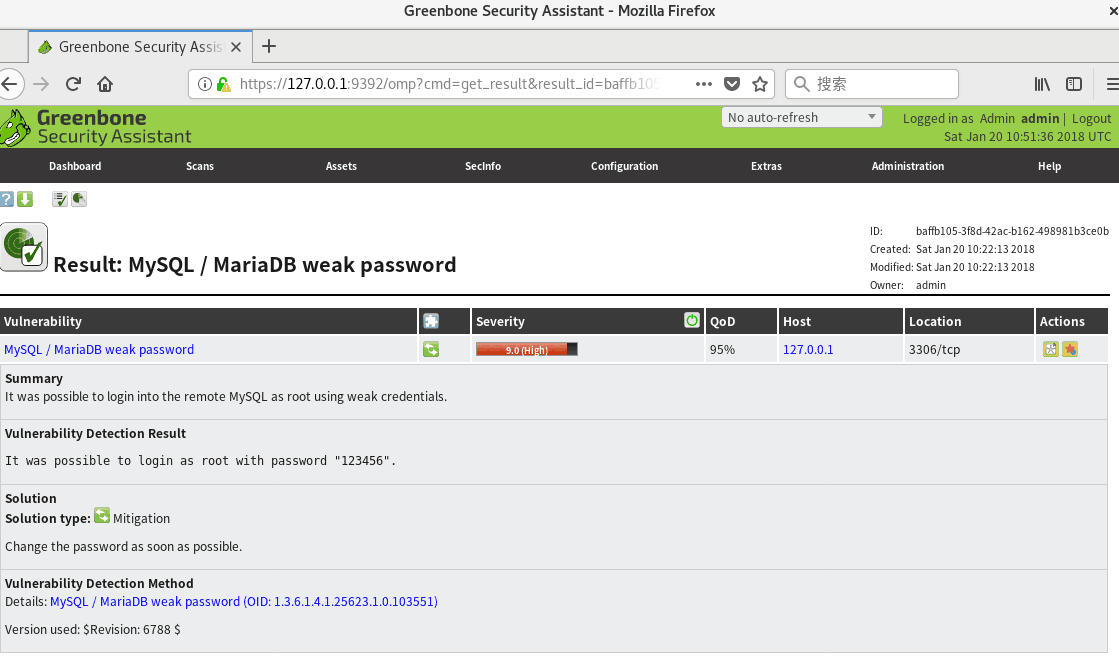 Greenbone Security Assistant - Mozilla Firefox
Greenbone Security Assis
https://127.0.0.1:9392/omp?cmd=get_result&result_id=baffb105
搜索
Greenbone
Security Assistant
No auto-refresh
Logged in as Admin admin | Logout
Sat Jan 20 10:51:36 2018 UTC
Dashboard Scans Assets SecInfo Configuration Extras Administration Help
ID: baffb105-3f8d-42ac-b162-498981b3ce0b
Created: Sat Jan 20 10:22:13 2018
Modified: Sat Jan 20 10:22:13 2018
Owner: admin
Result: MySQL / MariaDB weak password
Vulnerability Severity QoD Host Location Actions
MySQL / MariaDB weak password 9.0 (High) 95% 127.0.0.1 3306/tcp
Summary
It was possible to login into the remote MySQL as root using weak credentials.
Vulnerability Detection Result
It was possible to login as root with password "123456".
Solution
Solution type: Mitigation
Change the password as soon as possible.
Vulnerability Detection Method
Details: MySQL / MariaDB weak password (OID: 1.3.6.1.4.1.25623.1.0.103551)
Version used: $Revision: 6788 $